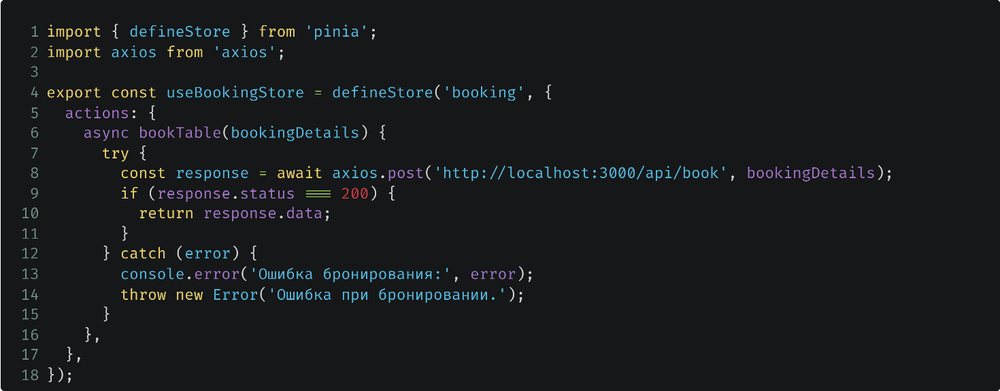 1 import { defineStore } from 'pinia';
2 import axios from 'axios';
3
4 export const useBookingStore = defineStore('booking', {
5   actions: {
6     async bookTable(bookingDetails) {
7       try {
8         const response = await axios.post('http://localhost:3000/api/book', bookingDetails);
9         if (response.status === 200) {
10           return response.data;
11         }
12       } catch (error) {
13         console.error('Ошибка бронирования:', error);
14         throw new Error('Ошибка при бронировании.');
15       }
16     },
17   },
18 });